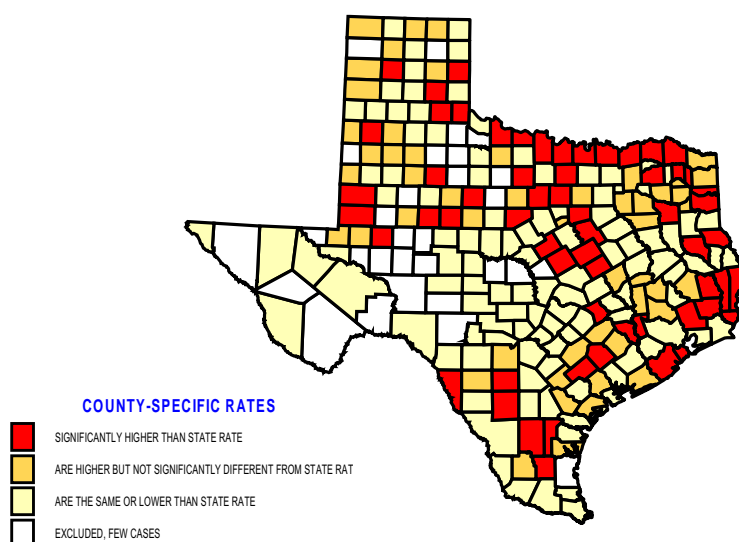 COUNTY-SPECIFIC RATES
SIGNIFICANTLY HIGHER THAN STATE RATE
ARE HIGHER BUT NOT SIGNIFICANTLY DIFFERENT FROM STATE RAT
ARE THE SAME OR LOWER THAN STATE RATE
EXCLUDED, FEW CASES